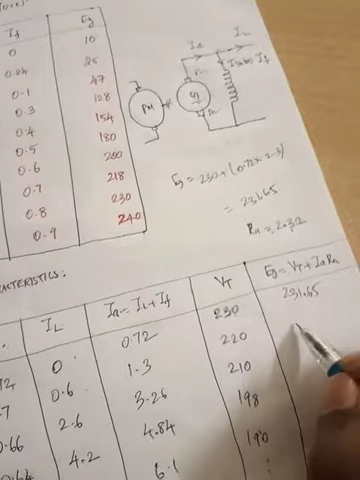 If Eg
0 10
0.04 25
0.1 47
0.3 128
0.4 154
0.5 180
0.6 200
0.7 218
0.8 230
0.9 240
Ia IL
PM
Eg = 230 + (0.72 × 2.3)
= 231.65
Ra = 2.3Ω
IL Ia = IL + If VT Eg = VT + IaRa
0 0.72 230 231.65
0.6 1.3 220
2.6 3.26 210
4.2 4.84 198
6.1 190